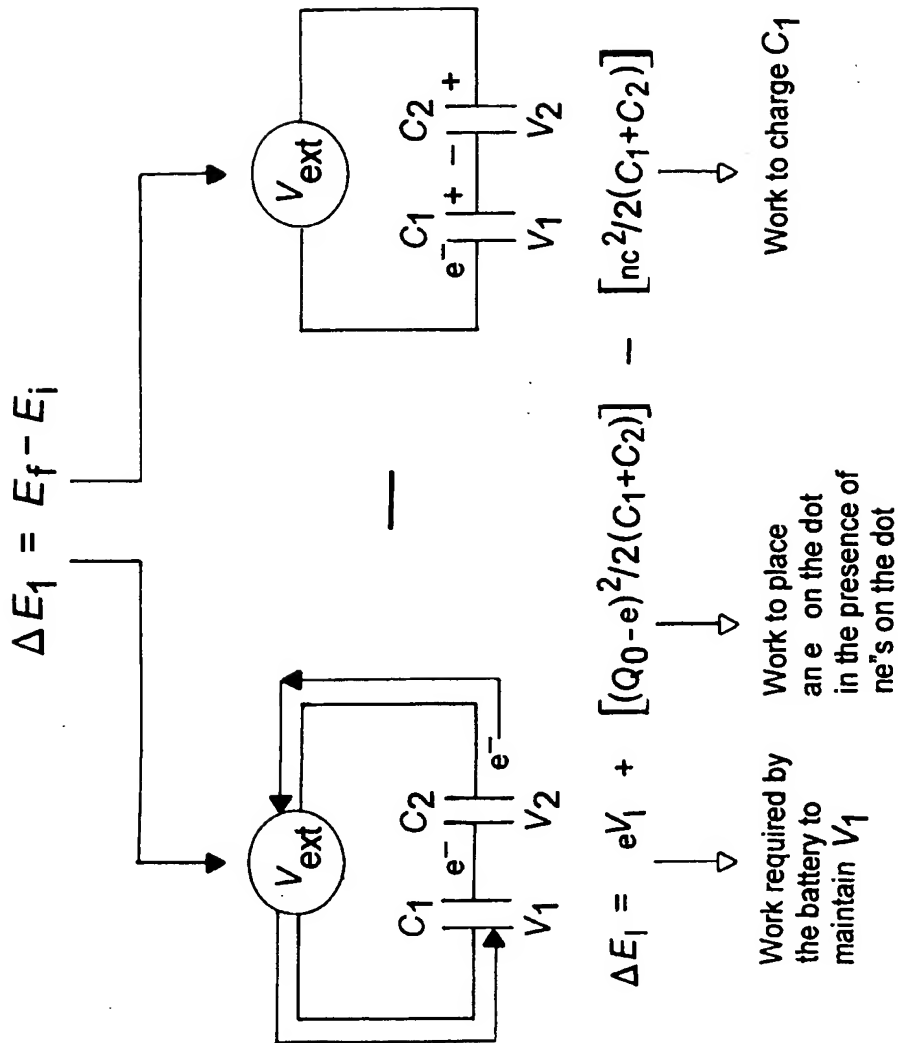 ΔE1 = Ef − Ei
Vext
C1 C2
e⁻
V1 V2
e⁻
−
Vext
C1 C2
e⁻ + − +
V1 V2
ΔEI = eVI + [(Q0-e)²/2(C1+C2)] − [nc²/2(C1+C2)]
Work required by
the battery to
maintain V1
Work to place
an e on the dot
in the presence of
ne"s on the dot
Work to charge C1